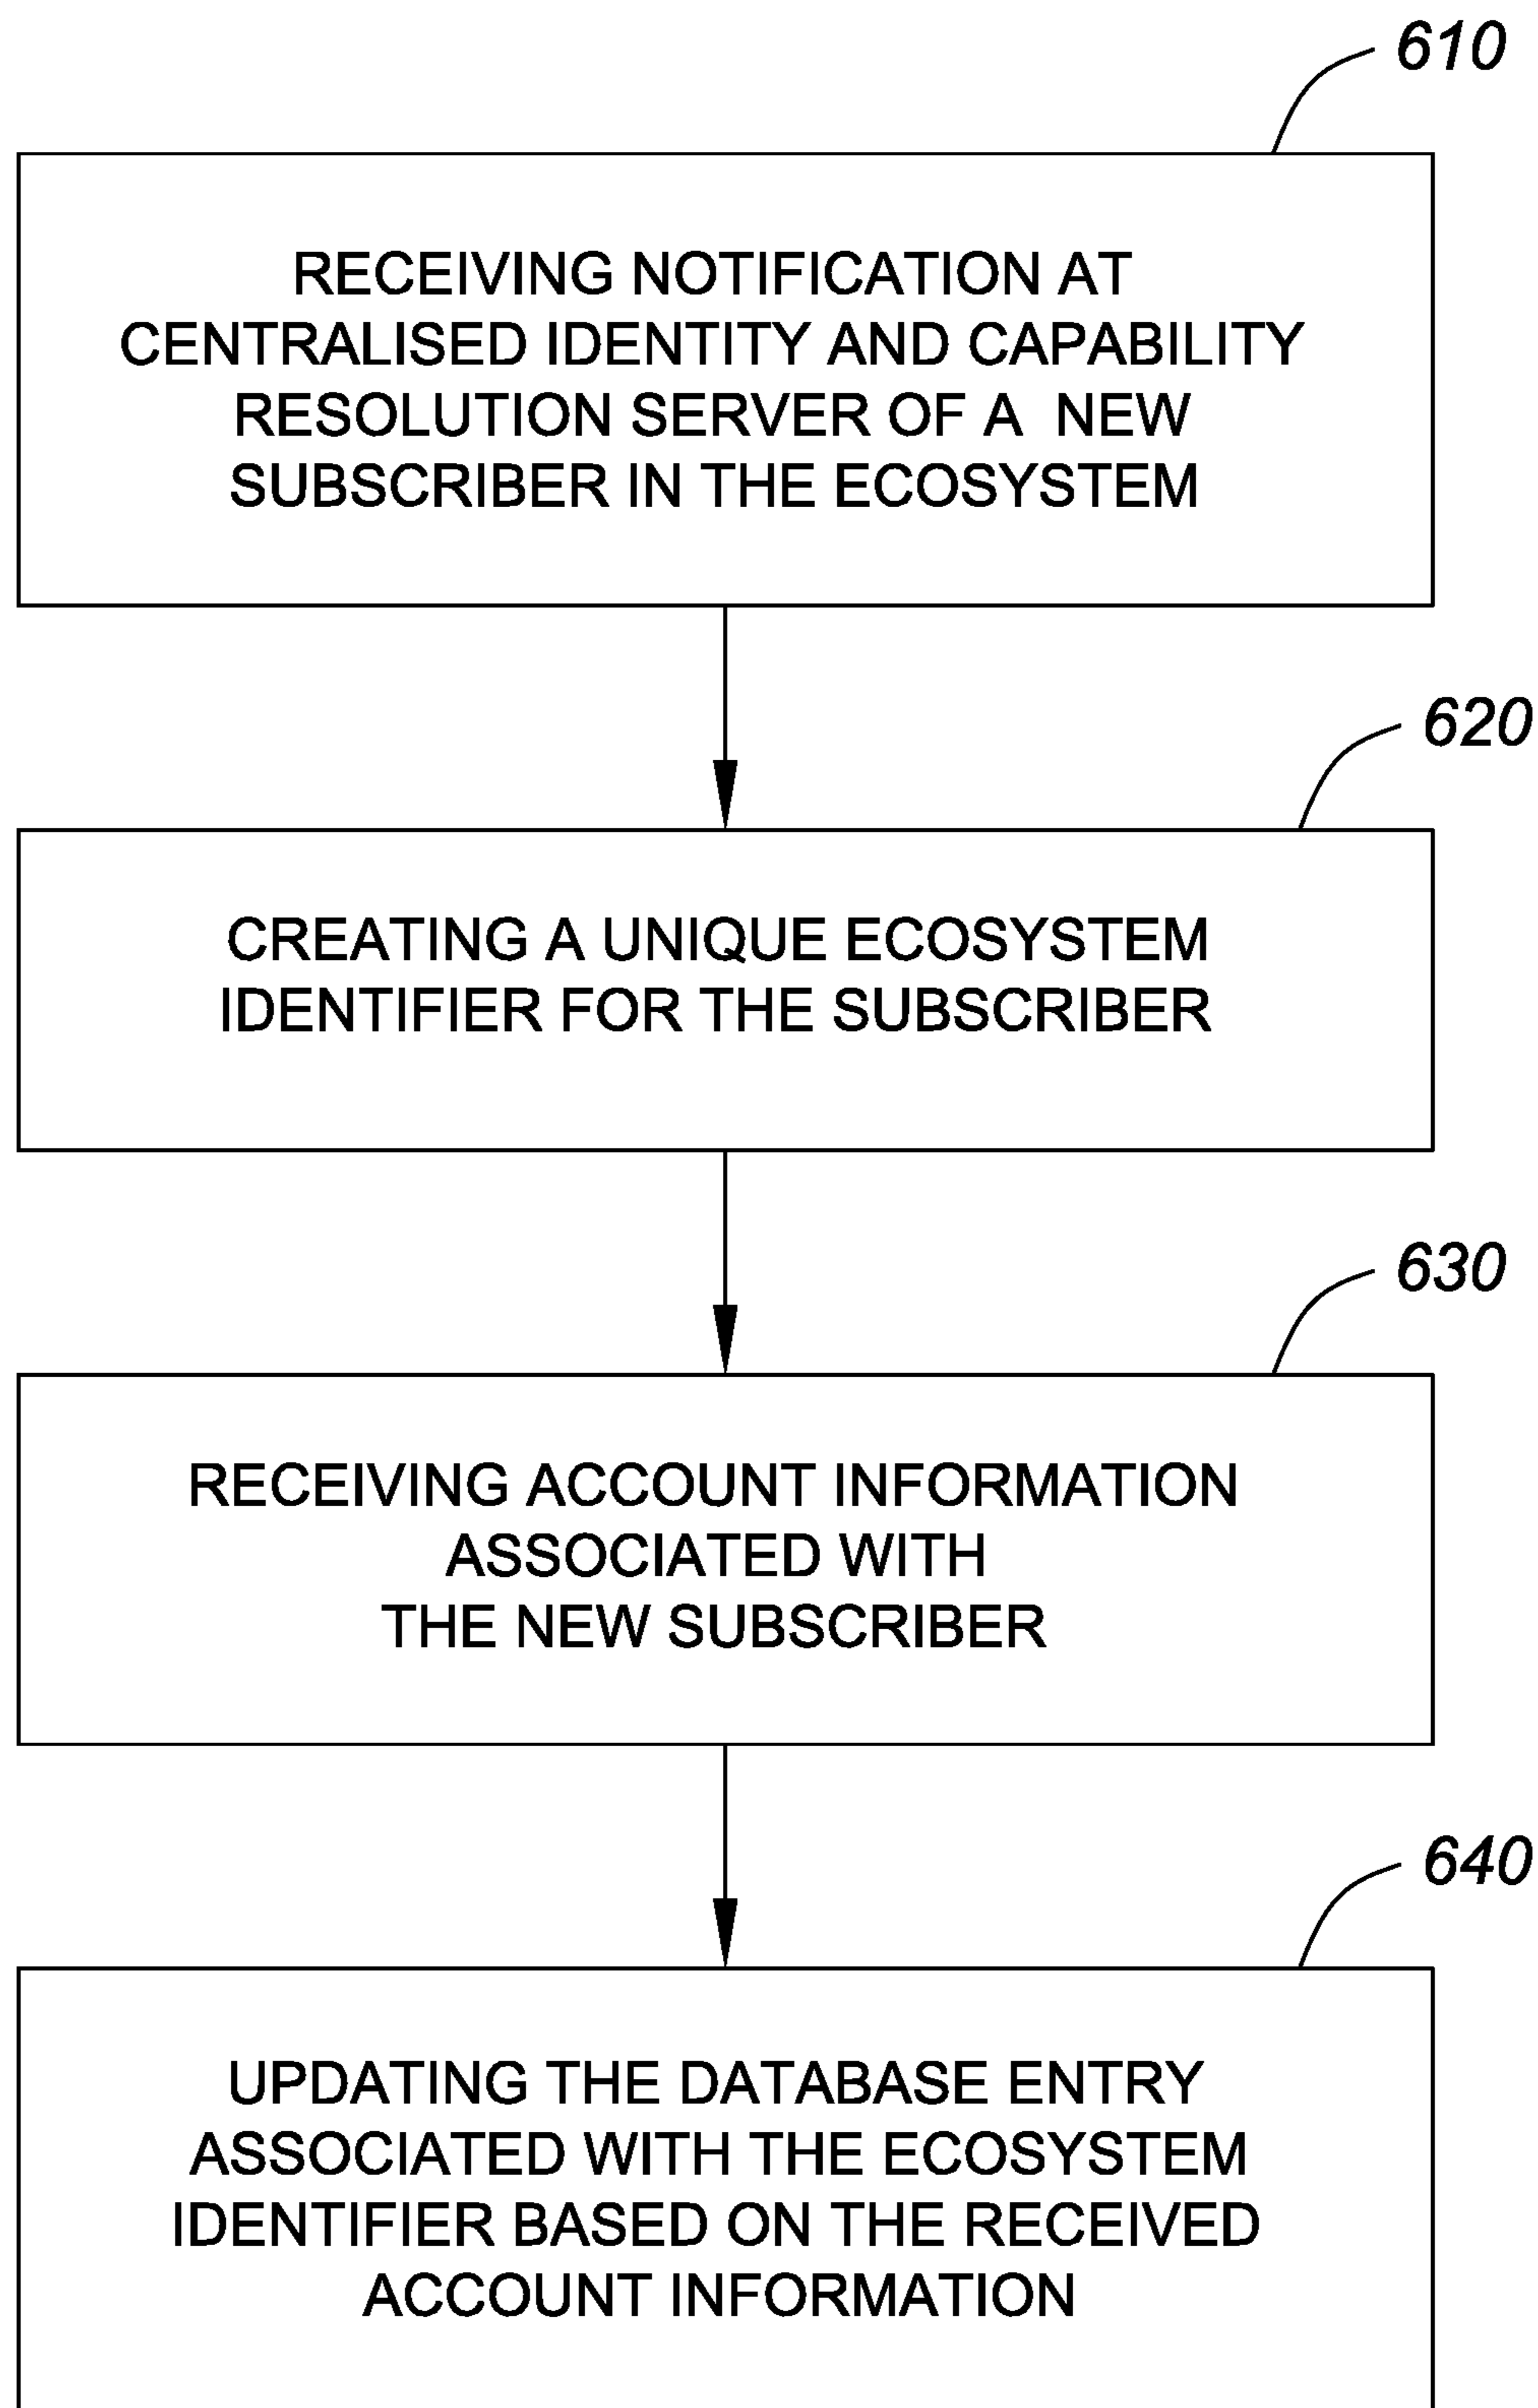 610
RECEIVING NOTIFICATION AT
CENTRALISED IDENTITY AND CAPABILITY
RESOLUTION SERVER OF A NEW
SUBSCRIBER IN THE ECOSYSTEM
620
CREATING A UNIQUE ECOSYSTEM
IDENTIFIER FOR THE SUBSCRIBER
630
RECEIVING ACCOUNT INFORMATION
ASSOCIATED WITH
THE NEW SUBSCRIBER
640
UPDATING THE DATABASE ENTRY
ASSOCIATED WITH THE ECOSYSTEM
IDENTIFIER BASED ON THE RECEIVED
ACCOUNT INFORMATION